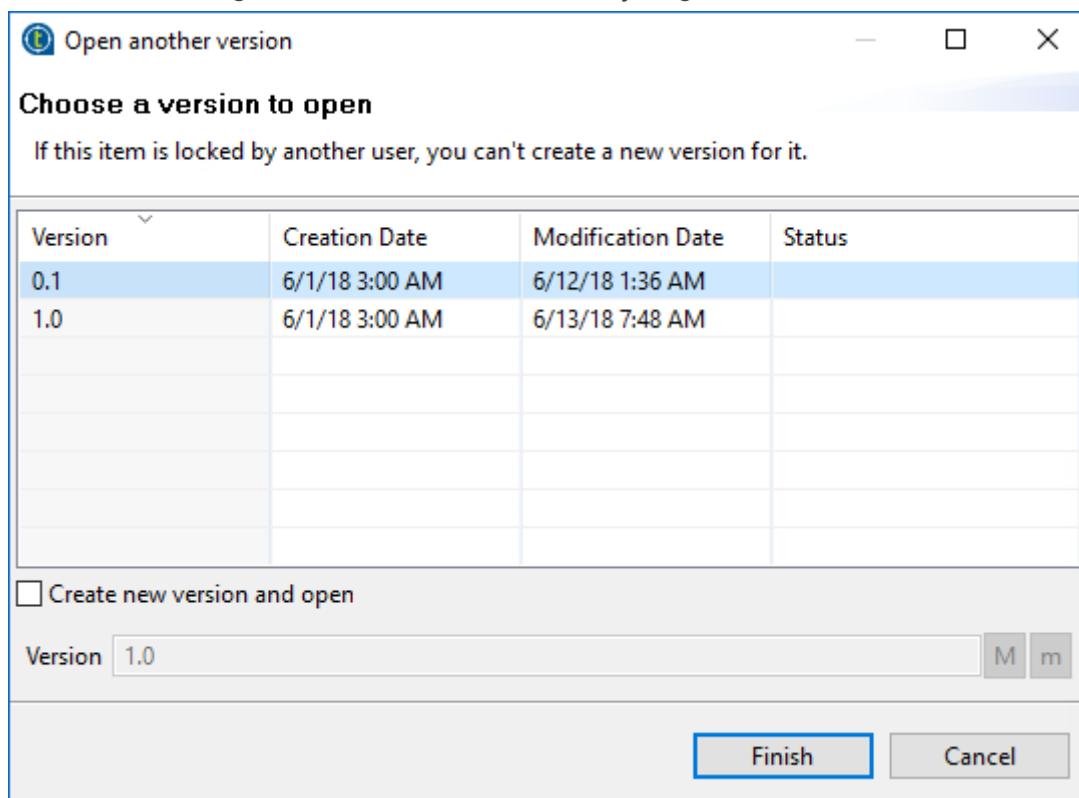 Open another version
Choose a version to open
If this item is locked by another user, you can't create a new version for it.
Version Creation Date Modification Date Status
0.1 6/1/18 3:00 AM 6/12/18 1:36 AM
1.0 6/1/18 3:00 AM 6/13/18 7:48 AM
Create new version and open
Version 1.0 M m
Finish Cancel